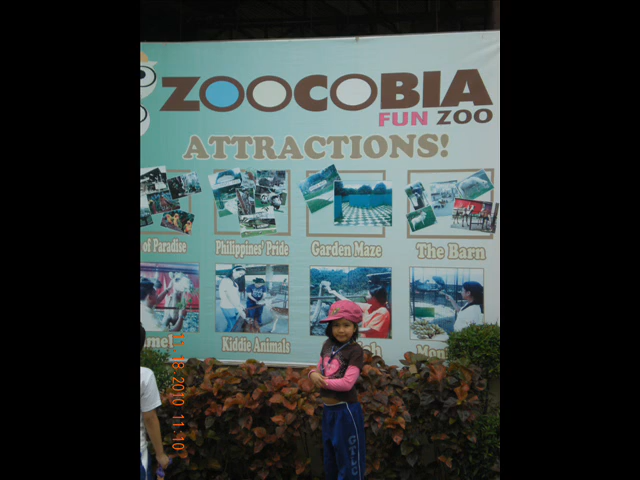 ZOOCOBIA
FUN ZOO
ATTRACTIONS!
of Paradise
Philippines' Pride
Garden Maze
The Barn
Kiddie Animals
11·18·2010 11:10